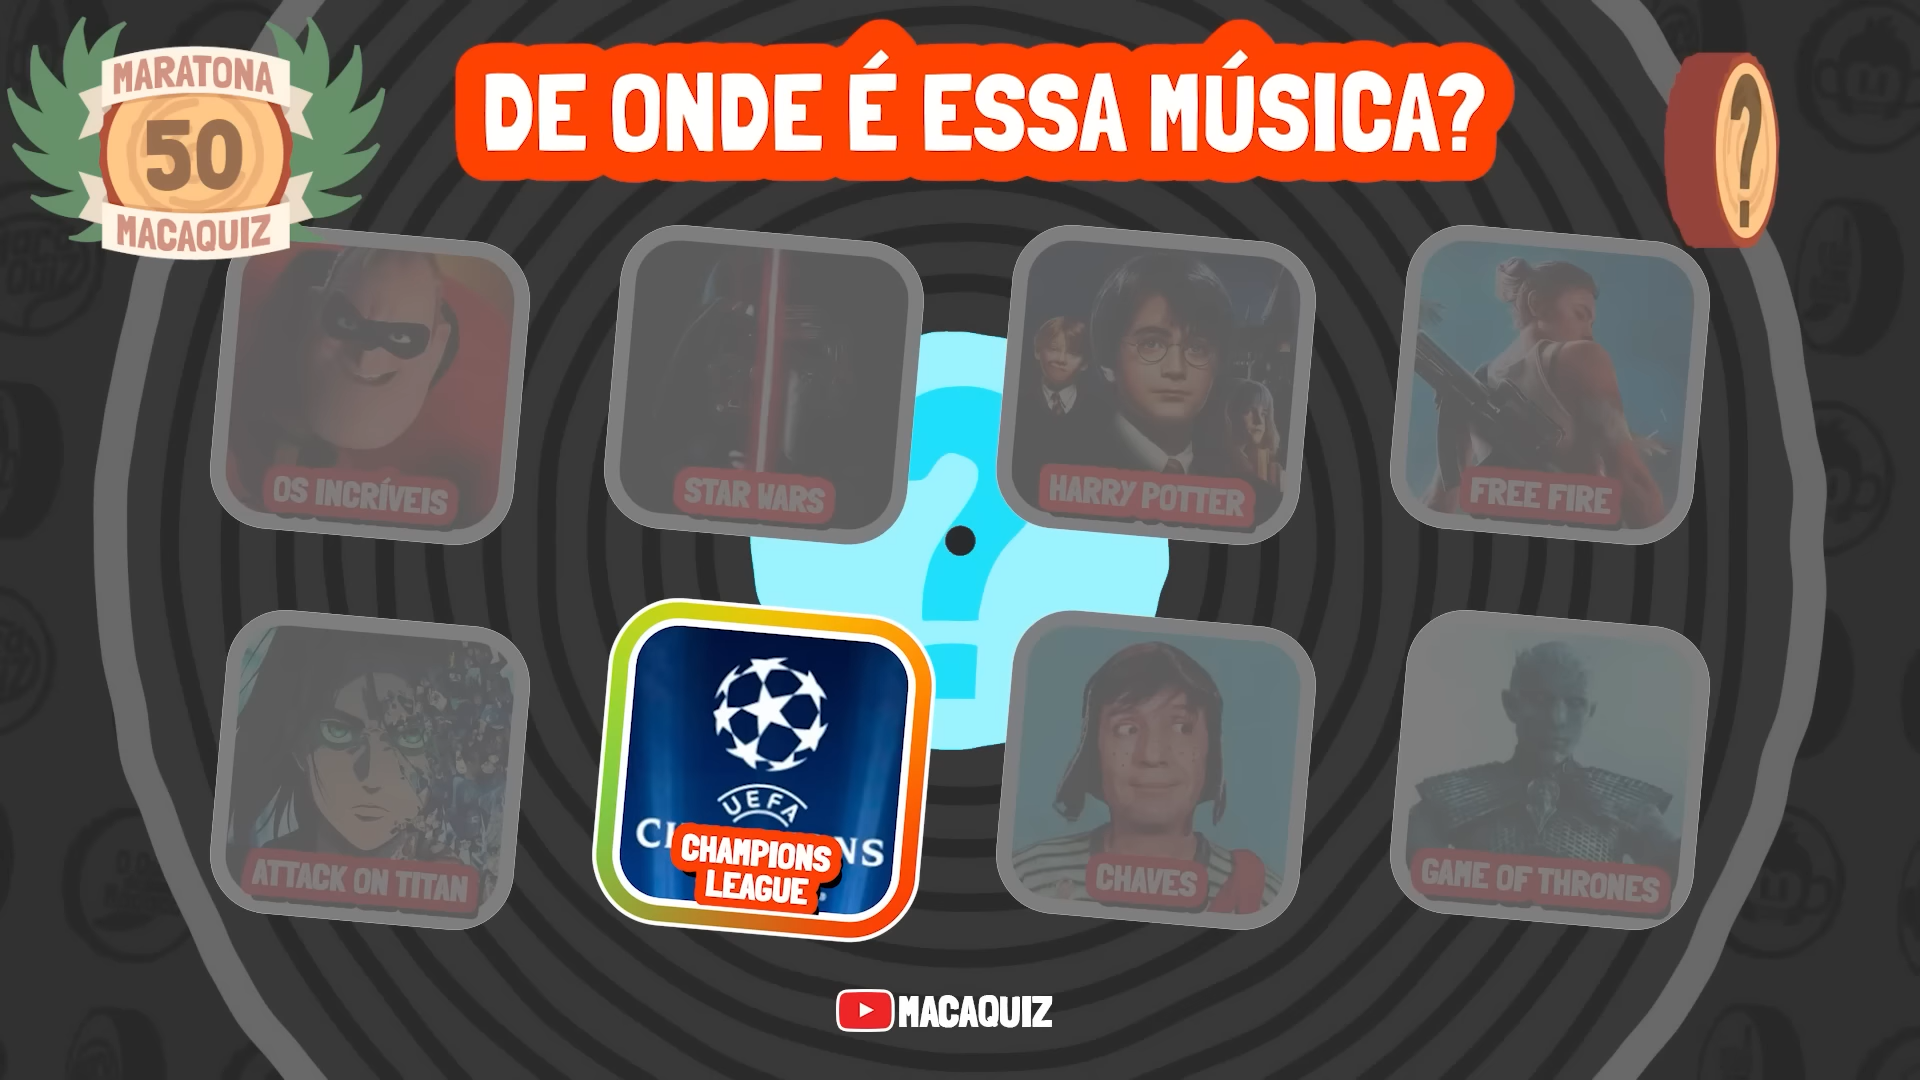 MARATONA
50
MACAQUIZ
DE ONDE É ESSA MÚSICA?
?
OS INCRÍVEIS
STAR WARS
HARRY POTTER
FREE FIRE
?
ATTACK ON TITAN
UEFA
CHAMPIONS
LEAGUE
CHAVES
GAME OF THRONES
MACAQUIZ